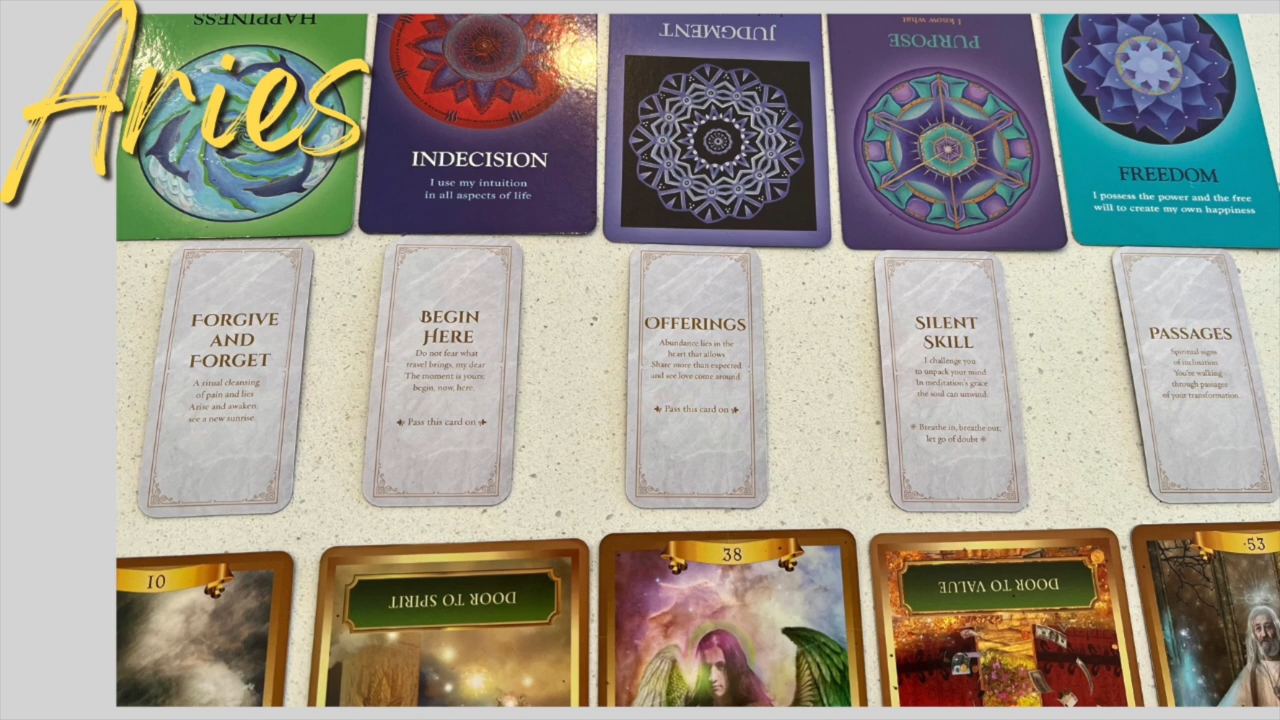 Aries
HAPPINESS
INDECISION
I use my intuition
in all aspects of life
JUDGMENT
I know what
PURPOSE
FREEDOM
I possess the power and the free
will to create my own happiness
FORGIVE
AND
FORGET
A ritual cleansing
of pain and lies
Arise and awaken,
see a new sunrise.
BEGIN
HERE
Do not fear what
travel brings, my dear
The moment is yours;
begin, now, here.
Pass this card on
OFFERINGS
Abundance lies in the
heart that allows
Share more than expected
and see love come around.
Pass this card on
SILENT
SKILL
I challenge you
to unpack your mind
In meditation's grace
the soul can unwind.
Breathe in, breathe out,
let go of doubt
PASSAGES
Spiritual signs
of inclination
You're walking
through passages
of your transformation.
10
DOOR TO SPIRIT
38
DOOR TO VALUE
53